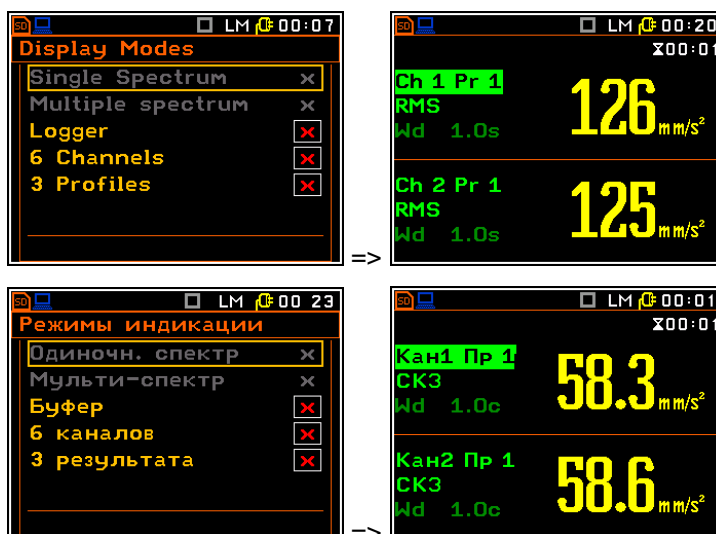 SD LM 00:07
Display Modes
Single Spectrum x
Multiple spectrum x
Logger x
6 Channels x
3 Profiles x
=>
LM 00:20
00:01
Ch 1 Pr 1
RMS
Wd 1.0s
126 mm/s²
Ch 2 Pr 1
RMS
Wd 1.0s
125 mm/s²
SD LM 00 23
Режимы индикации
Одиночн. спектр x
Мульти-спектр x
Буфер x
6 каналов x
3 результата x
=>
LM 00:01
00:01
Кан1 Пр 1
СКЗ
Wd 1.0с
58.3 mm/s²
Кан2 Пр 1
СКЗ
Wd 1.0с
58.6 mm/s²